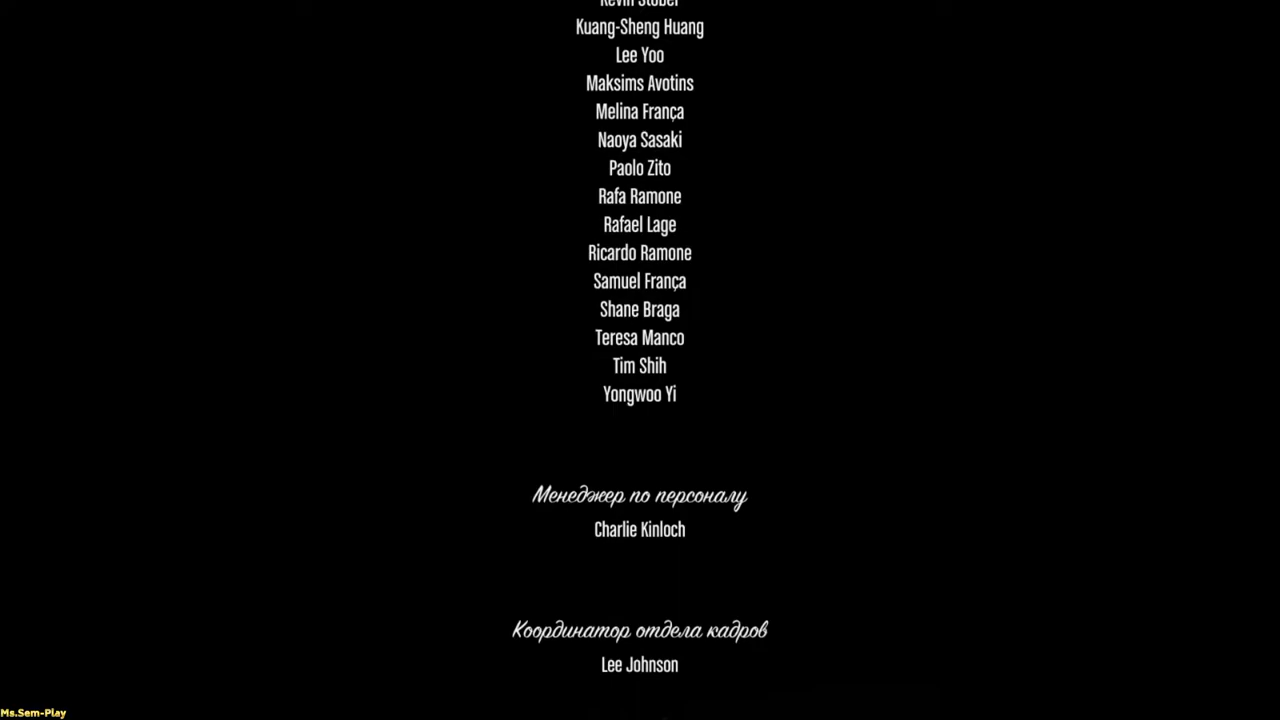 Kevin Stober
Kuang-Sheng Huang
Lee Yoo
Maksims Avotins
Melina França
Naoya Sasaki
Paolo Zito
Rafa Ramone
Rafael Lage
Ricardo Ramone
Samuel França
Shane Braga
Teresa Manco
Tim Shih
Yongwoo Yi
Менеджер по персоналу
Charlie Kinloch
Координатор отдела кадров
Lee Johnson
Ms.Sem-Play